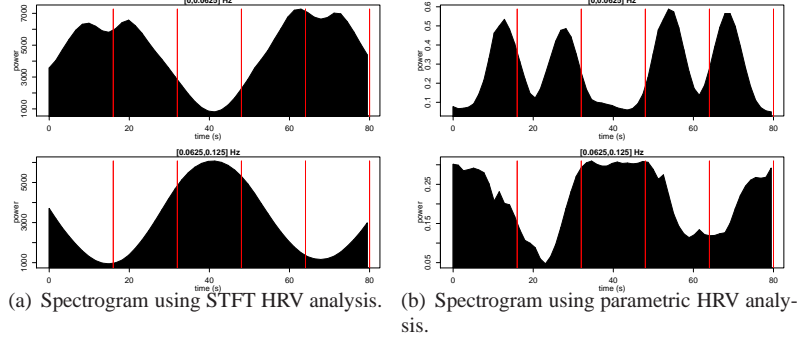 [0,0.0625] Hz
power
1000 3000 5000 7000
0 20 40 60 80
time (s)
[0.0625,0.125] Hz
power
1000 3000 5000
0 20 40 60 80
time (s)
(a) Spectrogram using STFT HRV analysis.
[0,0.0625] Hz
power
0.1 0.2 0.3 0.4 0.5 0.6
0 20 40 60 80
time (s)
[0.0625,0.125] Hz
power
0.05 0.15 0.25
0 20 40 60 80
time (s)
(b) Spectrogram using parametric HRV analy-
sis.